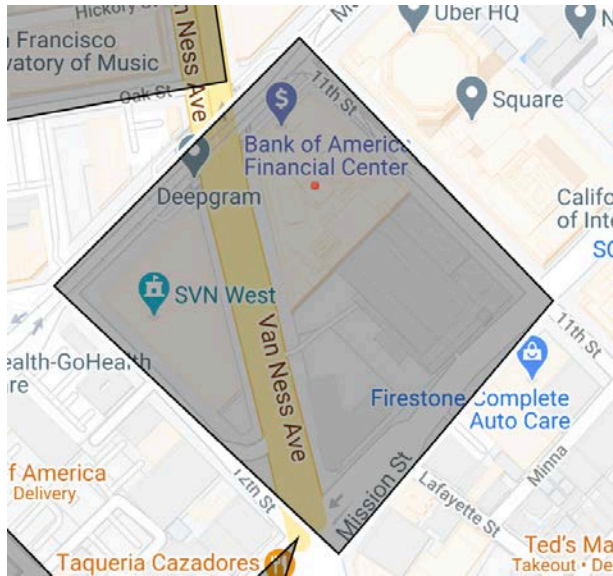 Hickory St
Uber HQ
Francisco
vatory of Music
Oak St
Van Ness Ave
11th St
Square
Bank of America
Financial Center
Deepgram
Califo
of Inte
SVN West
Van Ness Ave
11th St
ealth-GoHealth
re
Firestone Complete
Auto Care
f America
Delivery
12th St
Mission St
Lafayette St
Minna
Taqueria Cazadores
Ted's Ma
Takeout • De